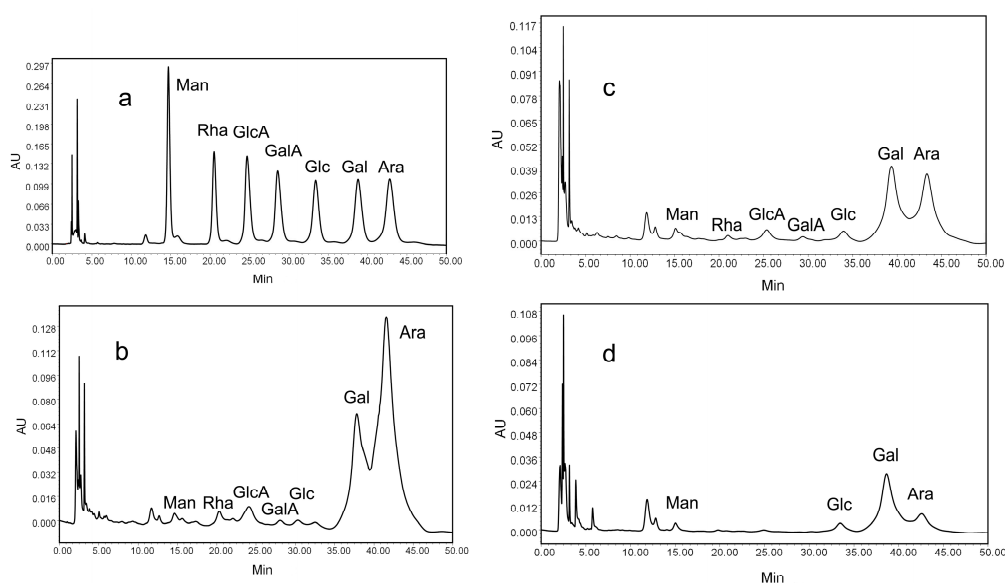 a
AU
0.297
0.264
0.231
0.198
0.165
0.132
0.099
0.066
0.033
0.000
Man
Rha GlcA
GalA
Glc Gal Ara
0.00 5.00 10.00 15.00 20.00 25.00 30.00 35.00 40.00 45.00 50.00
Min
b
AU
0.128
0.112
0.096
0.080
0.064
0.048
0.032
0.016
0.000
Ara
Gal
Man Rha GlcA GalA Glc
0.00 5.00 10.00 15.00 20.00 25.00 30.00 35.00 40.00 45.00 50.00
Min
c
AU
0.117
0.104
0.091
0.078
0.065
0.052
0.039
0.026
0.013
0.000
Gal Ara
Man Rha GlcA GalA Glc
0.00 5.00 10.00 15.00 20.00 25.00 30.00 35.00 40.00 45.00 50.00
Min
d
AU
0.108
0.096
0.084
0.072
0.060
0.048
0.036
0.024
0.012
0.000
Gal
Man Glc Ara
0.00 5.00 10.00 15.00 20.00 25.00 30.00 35.00 40.00 45.00 50.00
Min